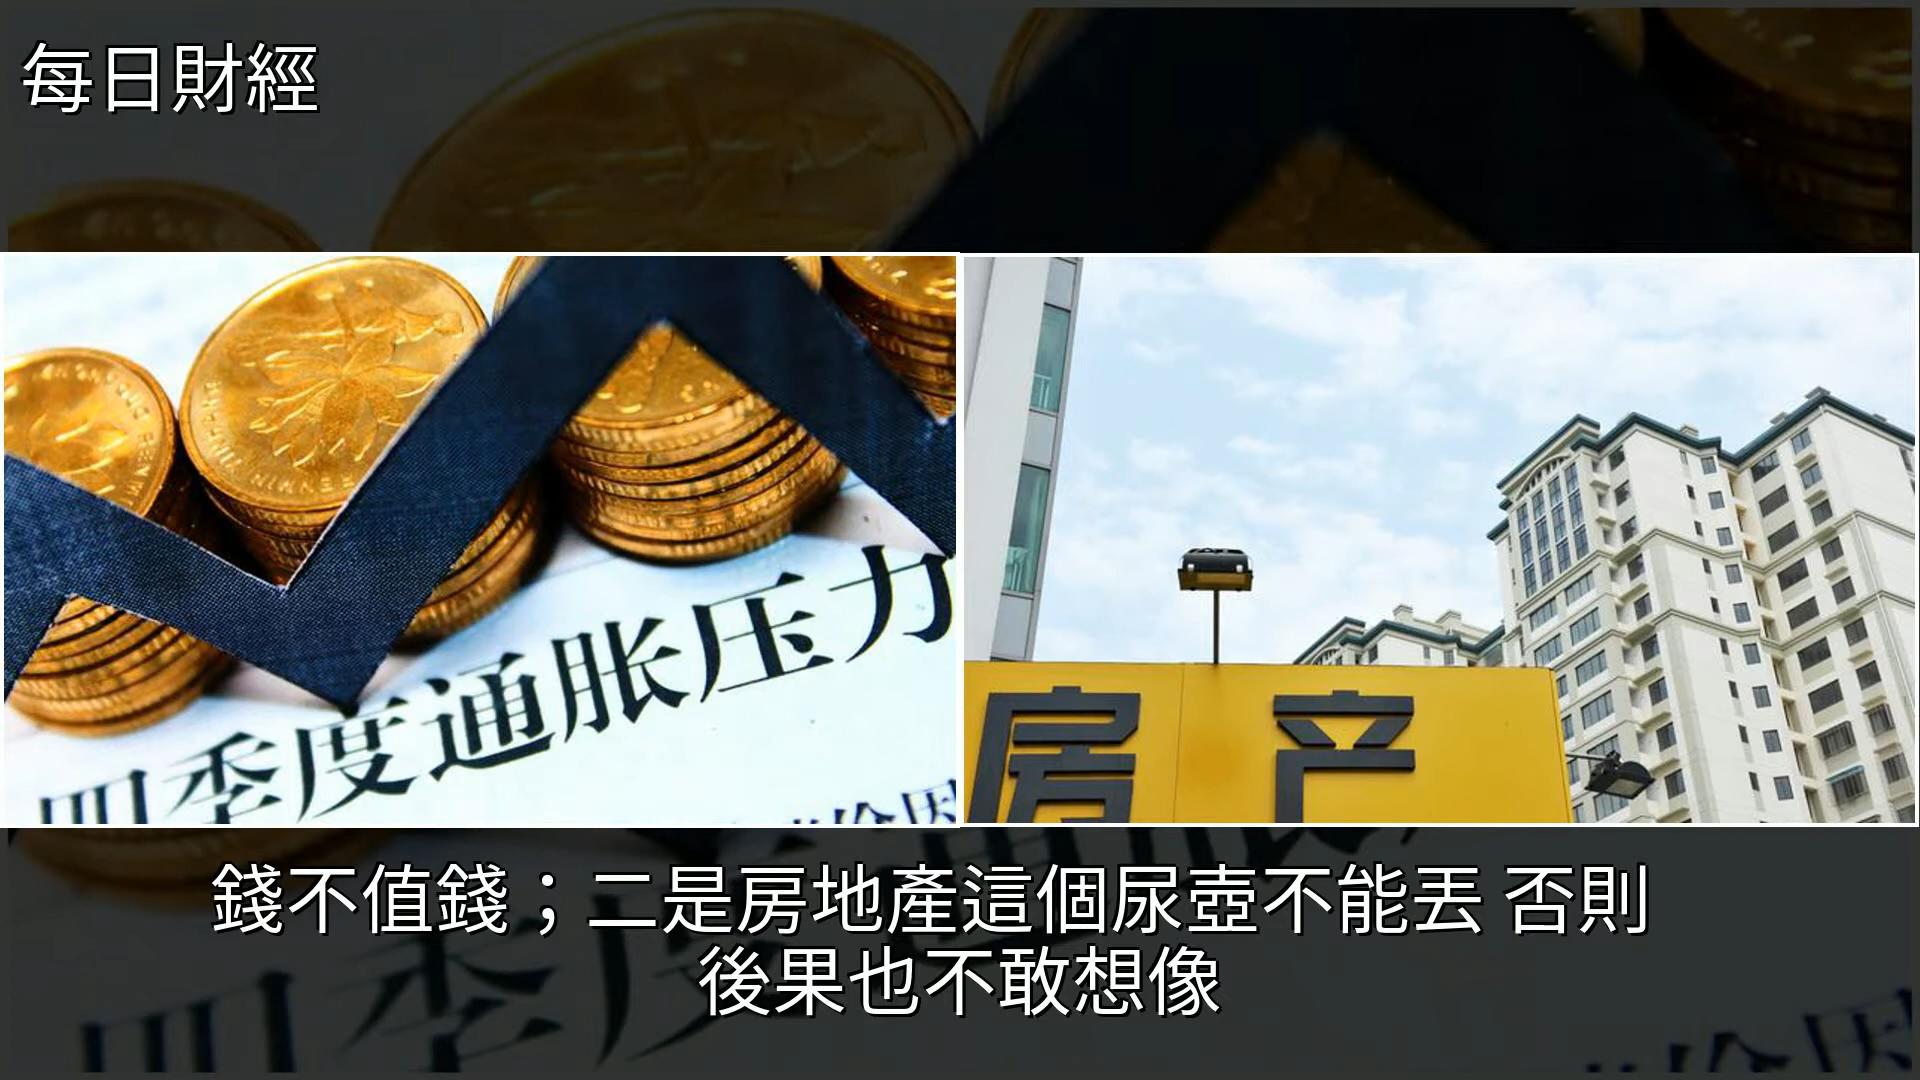 每日財經
四季度通胀压力
房产
錢不值錢；二是房地產這個尿壺不能丟 否則
後果也不敢想像